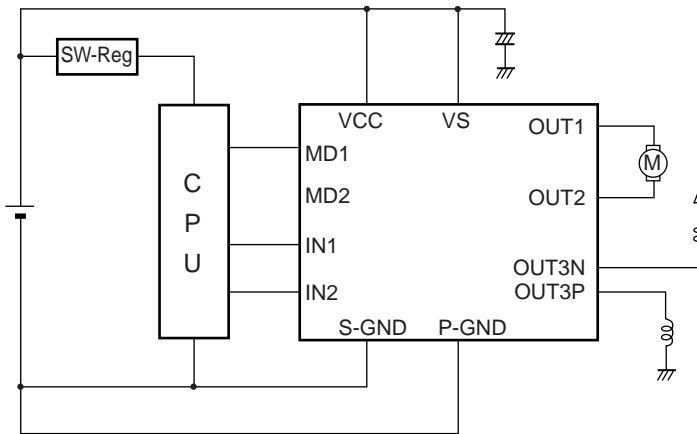 SW-Reg
VCC
VS
OUT1
MD1
M
C
MD2
OUT2
P
IN1
U
OUT3N
IN2
OUT3P
S-GND
P-GND